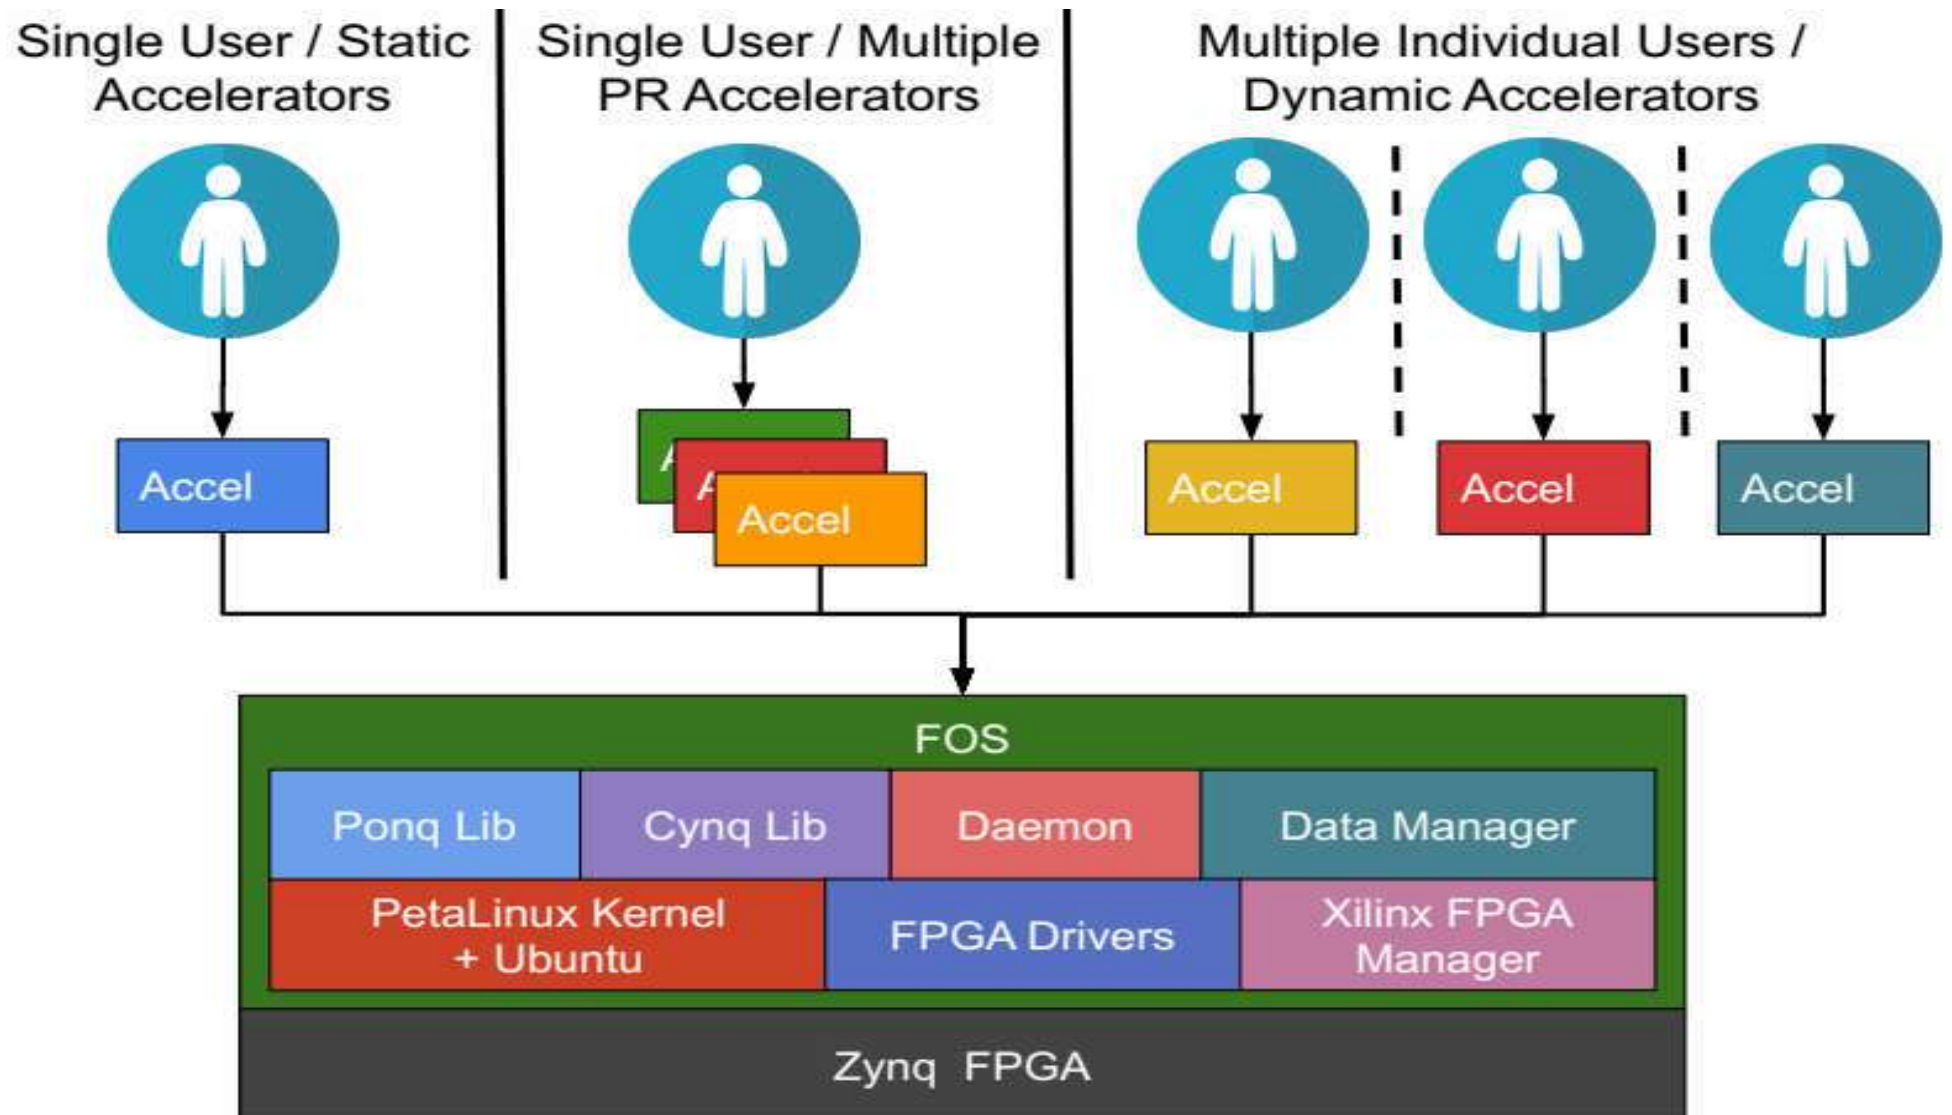 Single User / Static
Accelerators
Single User / Multiple
PR Accelerators
Multiple Individual Users /
Dynamic Accelerators
Accel
A
A
Accel
Accel
Accel
Accel
FOS
Ponq Lib
Cynq Lib
Daemon
Data Manager
PetaLinux Kernel
+ Ubuntu
FPGA Drivers
Xilinx FPGA
Manager
Zynq FPGA